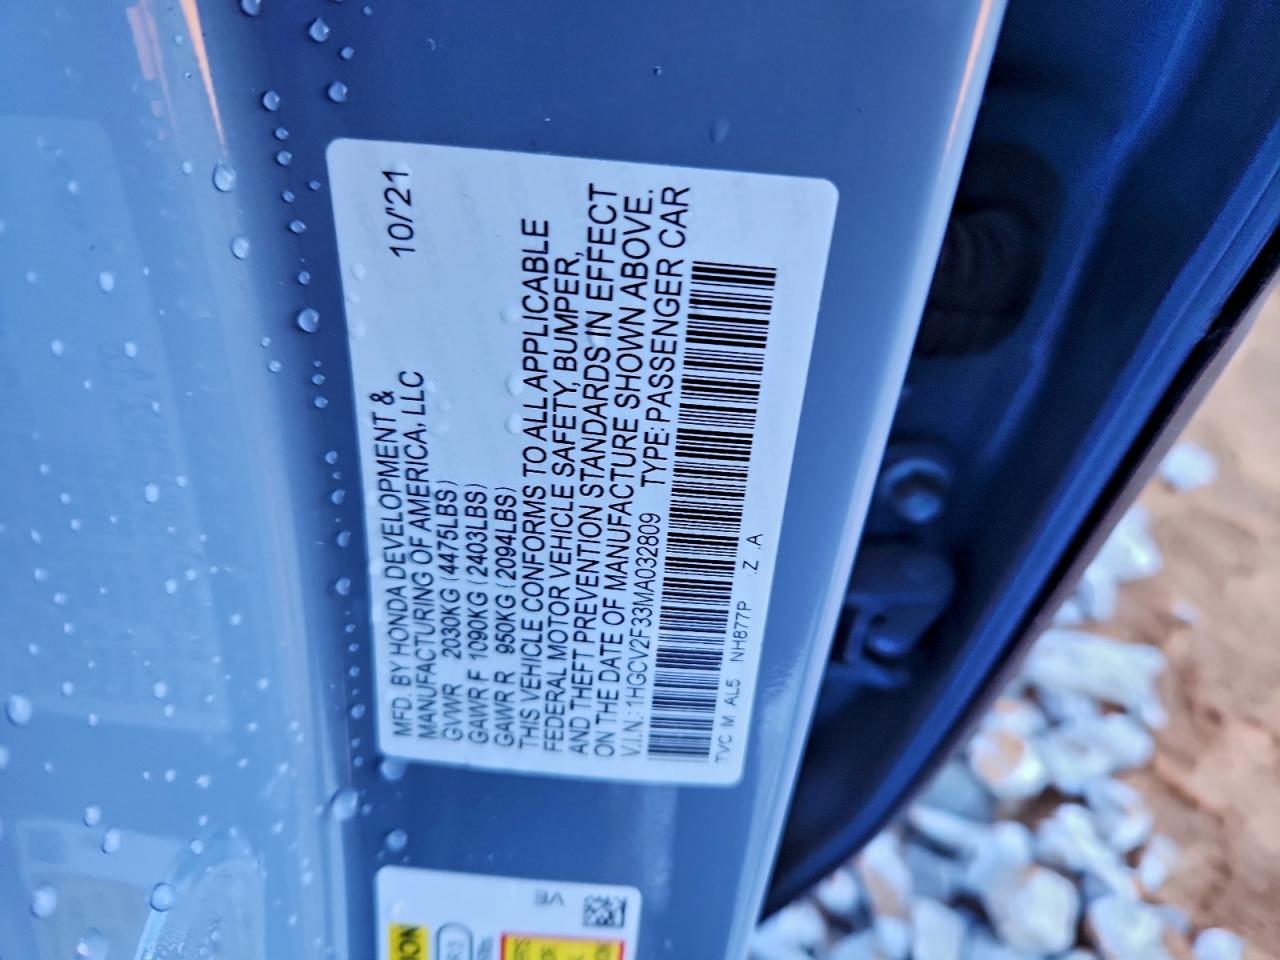 MFD. BY HONDA DEVELOPMENT & 10/'21
MANUFACTURING OF AMERICA, LLC
GVWR 2030KG (4475LBS)
GAWR F 1090KG (2403LBS)
GAWR R 950KG (2094LBS)
THIS VEHICLE CONFORMS TO ALL APPLICABLE
FEDERAL MOTOR VEHICLE SAFETY, BUMPER,
AND THEFT PREVENTION STANDARDS IN EFFECT
ON THE DATE OF MANUFACTURE SHOWN ABOVE.
V.I.N.: 1HGCV2F33MA032809 TYPE: PASSENGER CAR
TVC M AL5 NH877P .Z .A